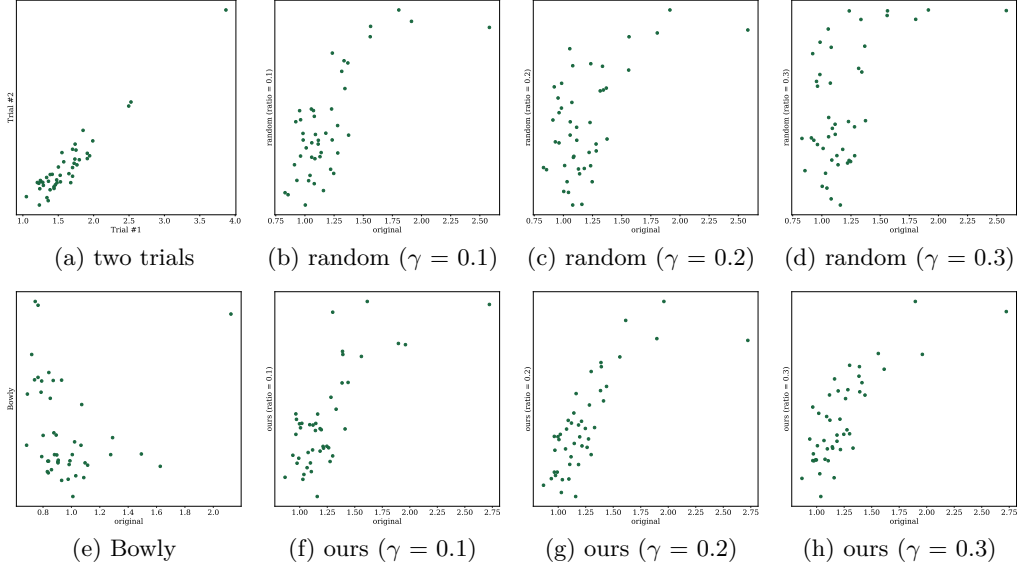 Trial #2
1.0 1.5 2.0 2.5 3.0 3.5 4.0
Trial #1
(a) two trials
random (ratio = 0.1)
0.75 1.00 1.25 1.50 1.75 2.00 2.25 2.50
original
(b) random (γ = 0.1)
random (ratio = 0.2)
0.75 1.00 1.25 1.50 1.75 2.00 2.25 2.50
original
(c) random (γ = 0.2)
random (ratio = 0.3)
0.75 1.00 1.25 1.50 1.75 2.00 2.25 2.50
original
(d) random (γ = 0.3)
Bowly
0.8 1.0 1.2 1.4 1.6 1.8 2.0
original
(e) Bowly
ours (ratio = 0.1)
1.00 1.25 1.50 1.75 2.00 2.25 2.50 2.75
original
(f) ours (γ = 0.1)
ours (ratio = 0.2)
1.00 1.25 1.50 1.75 2.00 2.25 2.50 2.75
original
(g) ours (γ = 0.2)
ours (ratio = 0.3)
1.00 1.25 1.50 1.75 2.00 2.25 2.50 2.75
original
(h) ours (γ = 0.3)